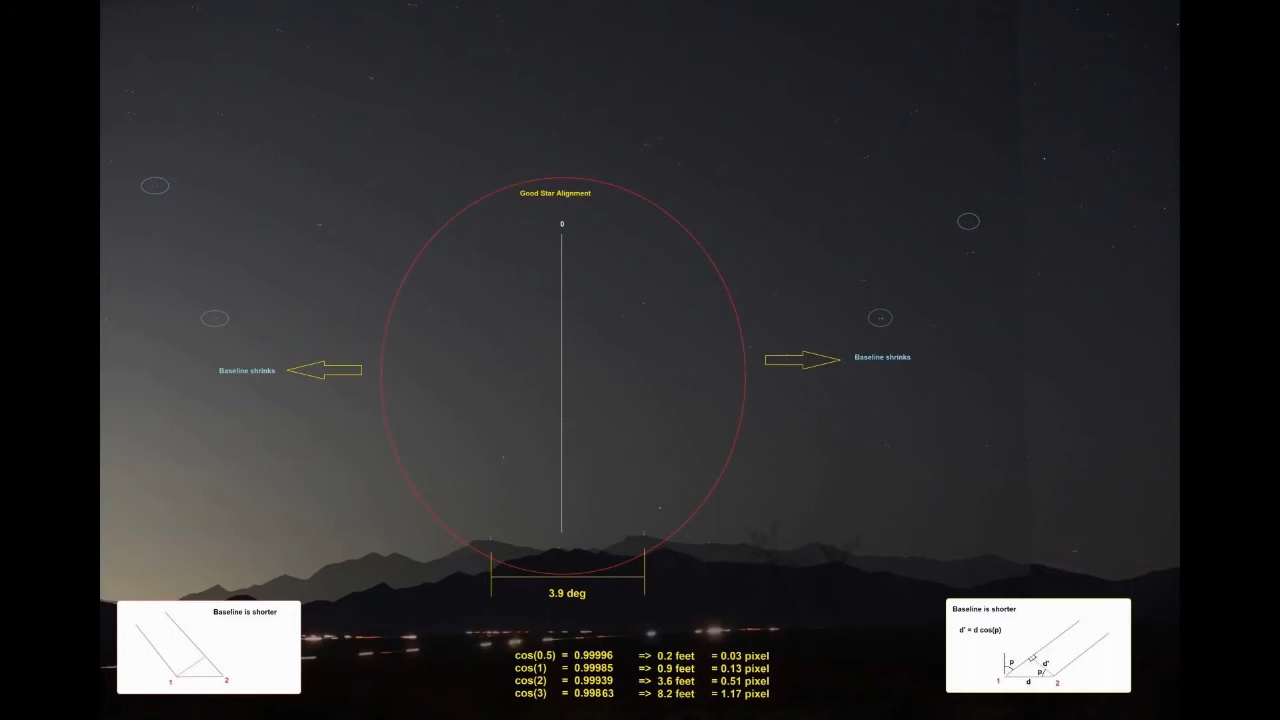 Good Star Alignment
0
Baseline shrinks
Baseline shrinks
3.9 deg
Baseline is shorter
1
2
cos(0.5) = 0.99996 => 0.2 feet = 0.03 pixel
cos(1) = 0.99985 => 0.9 feet = 0.13 pixel
cos(2) = 0.99939 => 3.6 feet = 0.51 pixel
cos(3) = 0.99863 => 8.2 feet = 1.17 pixel
Baseline is shorter
d' = d cos(p)
p
d'
p
1
d
2